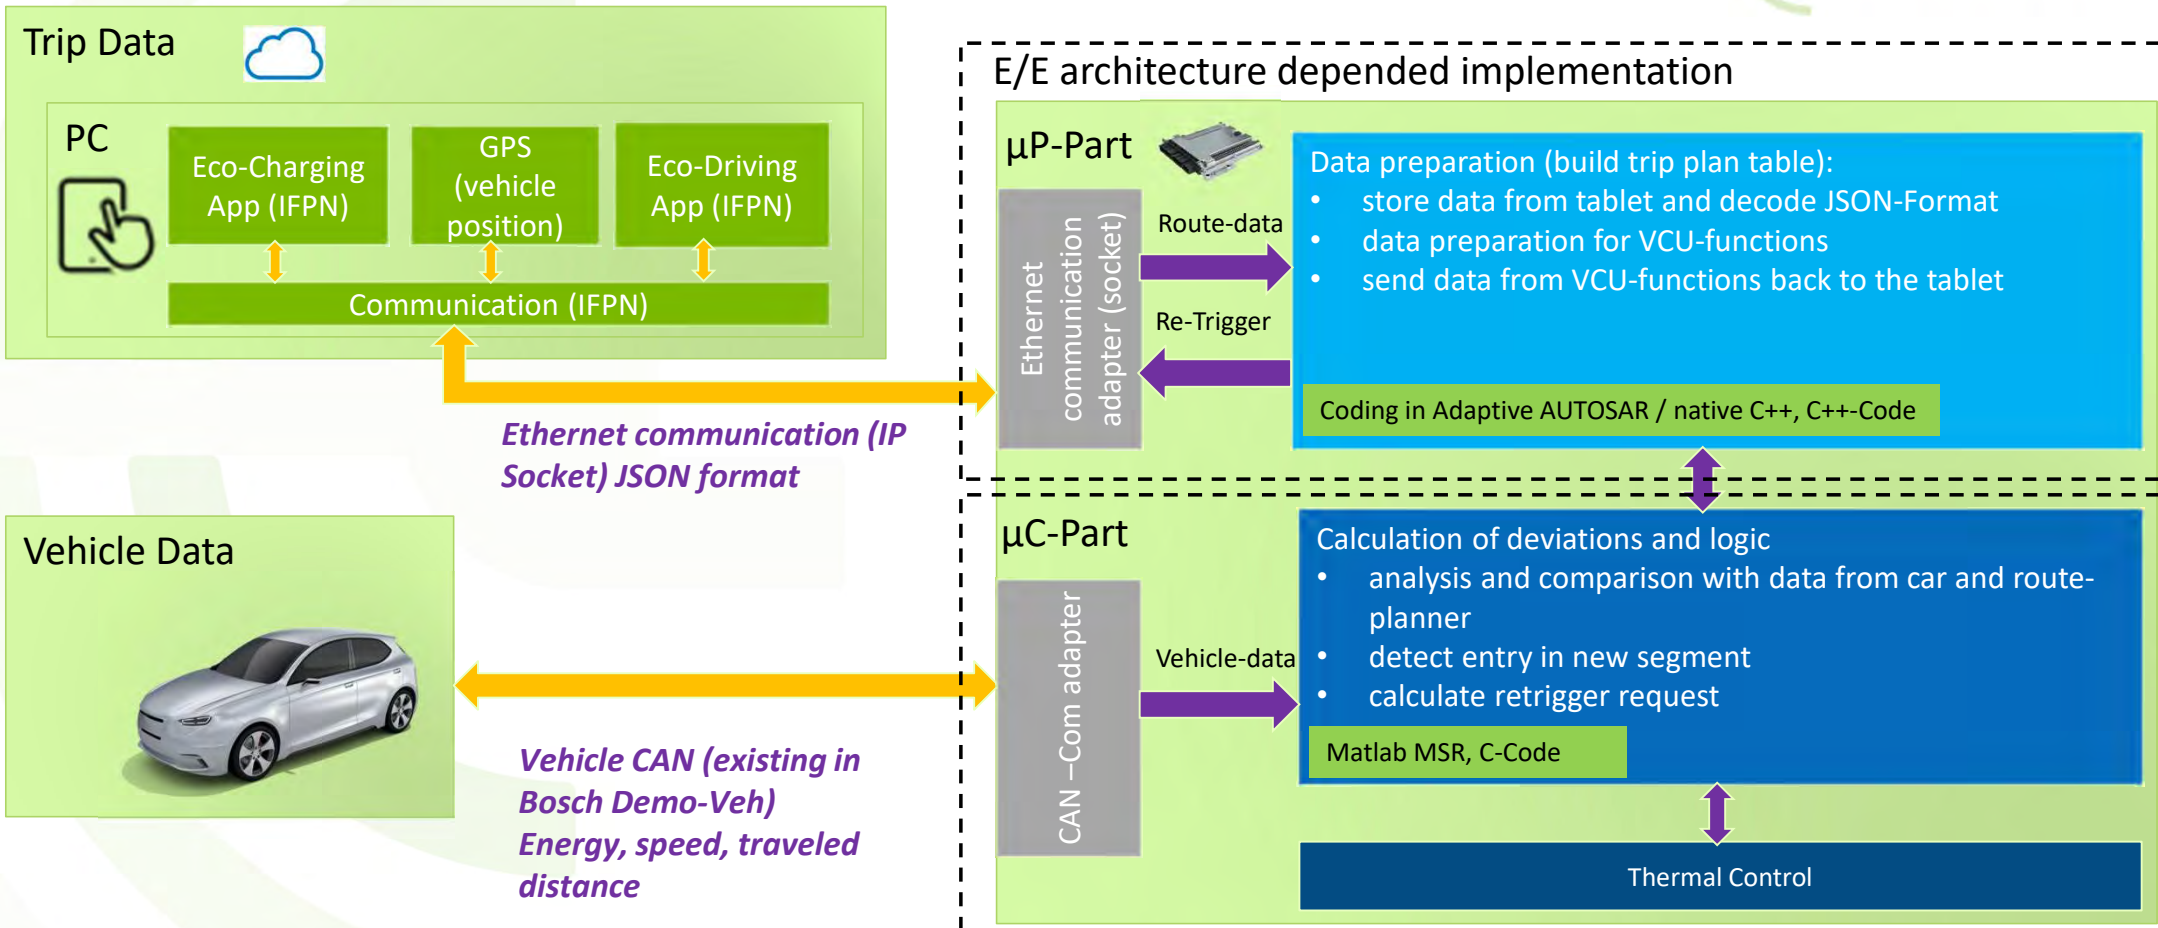 Trip Data
PC
Eco-Charging
App (IFPN)
GPS
(vehicle
position)
Eco-Driving
App (IFPN)
Communication (IFPN)
Ethernet communication (IP
Socket) JSON format
Vehicle Data
Vehicle CAN (existing in
Bosch Demo-Veh)
Energy, speed, traveled
distance
E/E architecture depended implementation
µP-Part
Ethernet
communication
adapter (socket)
Route-data
Re-Trigger
Data preparation (build trip plan table):
• store data from tablet and decode JSON-Format
• data preparation for VCU-functions
• send data from VCU-functions back to the tablet
Coding in Adaptive AUTOSAR / native C++, C++-Code
µC-Part
CAN –Com adapter
Vehicle-data
Calculation of deviations and logic
• analysis and comparison with data from car and route-
planner
• detect entry in new segment
• calculate retrigger request
Matlab MSR, C-Code
Thermal Control